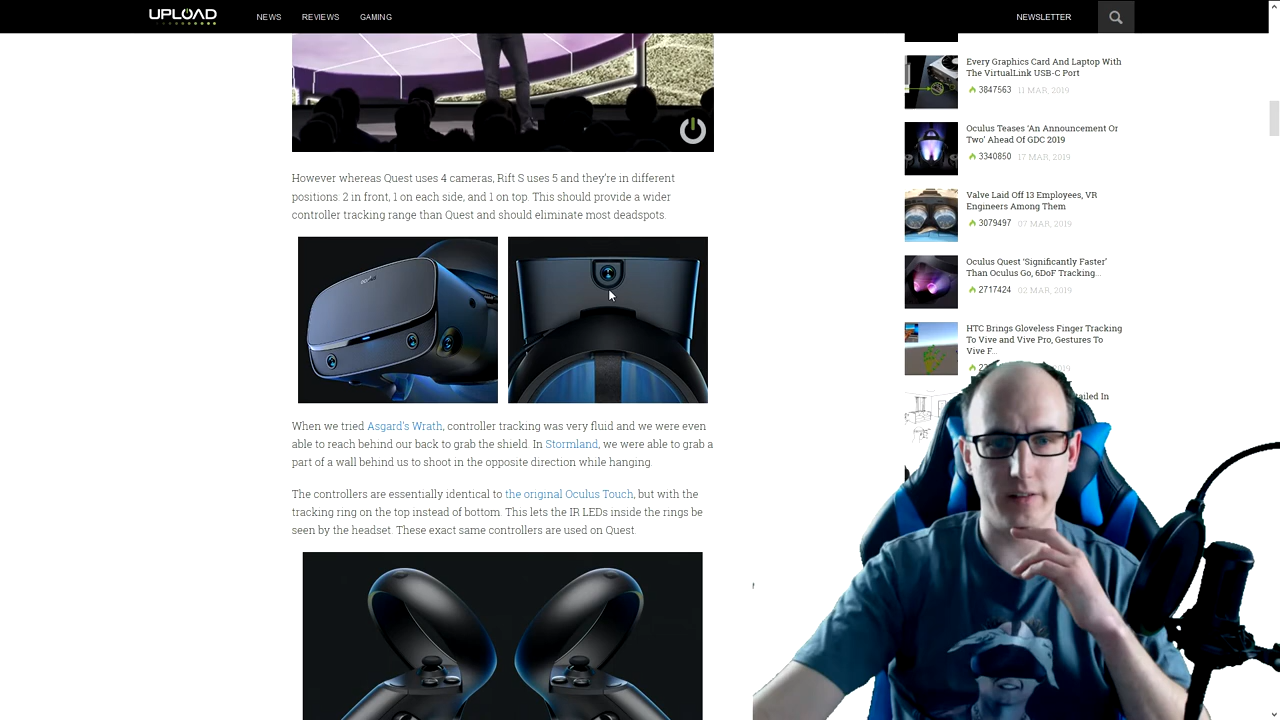 UPLOAD
NEWS REVIEWS GAMING
NEWSLETTER
However whereas Quest uses 4 cameras, Rift S uses 5 and they're in different
positions. 2 in front, 1 on each side, and 1 on top. This should provide a wider
controller tracking range than Quest and should eliminate most deadspots.
When we tried Asgard's Wrath, controller tracking was very fluid and we were even
able to reach behind our back to grab the shield. In Stormland, we were able to grab a
part of a wall behind us to shoot in the opposite direction while hanging.
The controllers are essentially identical to the original Oculus Touch, but with the
tracking ring on the top instead of bottom. This lets the IR LEDs inside the rings be
seen by the headset. These exact same controllers are used on Quest.
Every Graphics Card And Laptop With
The VirtualLink USB-C Port
3847563 11 MAR, 2019
Oculus Teases ‘An Announcement Or
Two’ Ahead Of GDC 2019
3340850 17 MAR, 2019
Valve Laid Off 13 Employees, VR
Engineers Among Them
3079497 07 MAR, 2019
Oculus Quest ‘Significantly Faster’
Than Oculus Go, 6DoF Tracking...
2717424 02 MAR, 2019
HTC Brings Gloveless Finger Tracking
To Vive and Vive Pro, Gestures To
Vive F...
2019
In